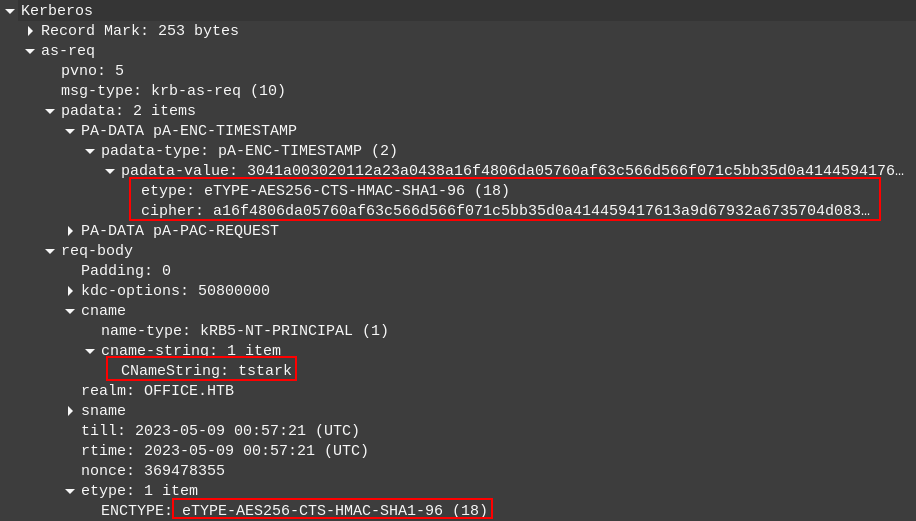 Kerberos
Record Mark: 253 bytes
as-req
pvno: 5
msg-type: krb-as-req (10)
padata: 2 items
PA-DATA pA-ENC-TIMESTAMP
padata-type: pA-ENC-TIMESTAMP (2)
padata-value: 3041a003020112a23a0438a16f4806da05760af63c566d566f071c5bb35d0a4144594176…
etype: eTYPE-AES256-CTS-HMAC-SHA1-96 (18)
cipher: a16f4806da05760af63c566d566f071c5bb35d0a414459417613a9d67932a6735704d083…
PA-DATA pA-PAC-REQUEST
req-body
Padding: 0
kdc-options: 50800000
cname
name-type: kRB5-NT-PRINCIPAL (1)
cname-string: 1 item
CNameString: tstark
realm: OFFICE.HTB
sname
till: 2023-05-09 00:57:21 (UTC)
rtime: 2023-05-09 00:57:21 (UTC)
nonce: 369478355
etype: 1 item
ENCTYPE: eTYPE-AES256-CTS-HMAC-SHA1-96 (18)